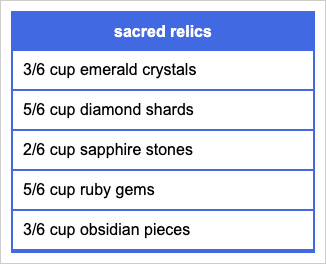 sacred relics
3/6 cup emerald crystals
5/6 cup diamond shards
2/6 cup sapphire stones
5/6 cup ruby gems
3/6 cup obsidian pieces